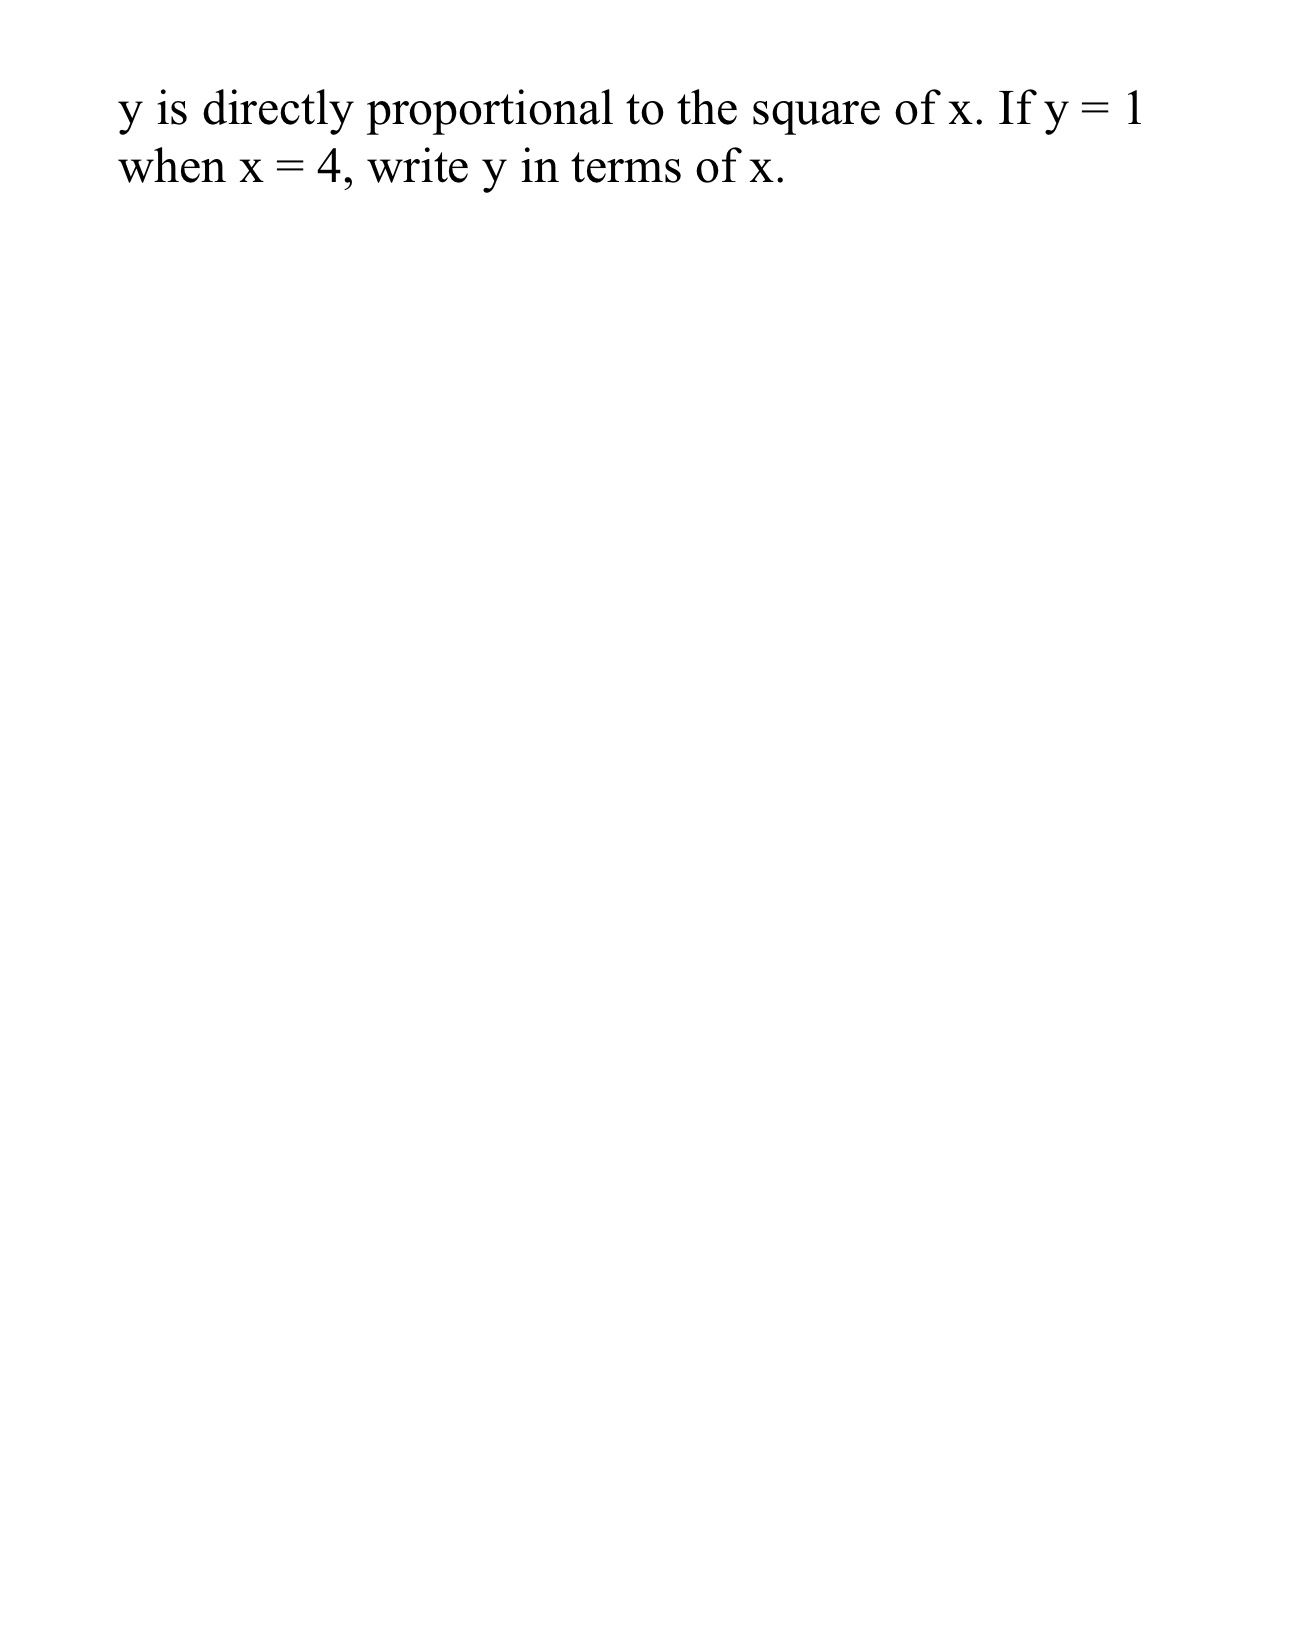 y is directly proportional to the square of x. If y = 1
when x = 4, write y in terms of x.